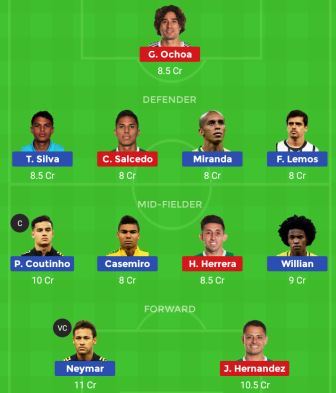 G. Ochoa
8.5 Cr
DEFENDER
T. Silva C. Salcedo Miranda F. Lemos
8.5 Cr 8 Cr 8 Cr 8 Cr
MID-FIELDER
C
P. Coutinho Casemiro H. Herrera Willian
10 Cr 8 Cr 8.5 Cr 9 Cr
FORWARD
VC
Neymar J. Hernandez
11 Cr 10.5 Cr